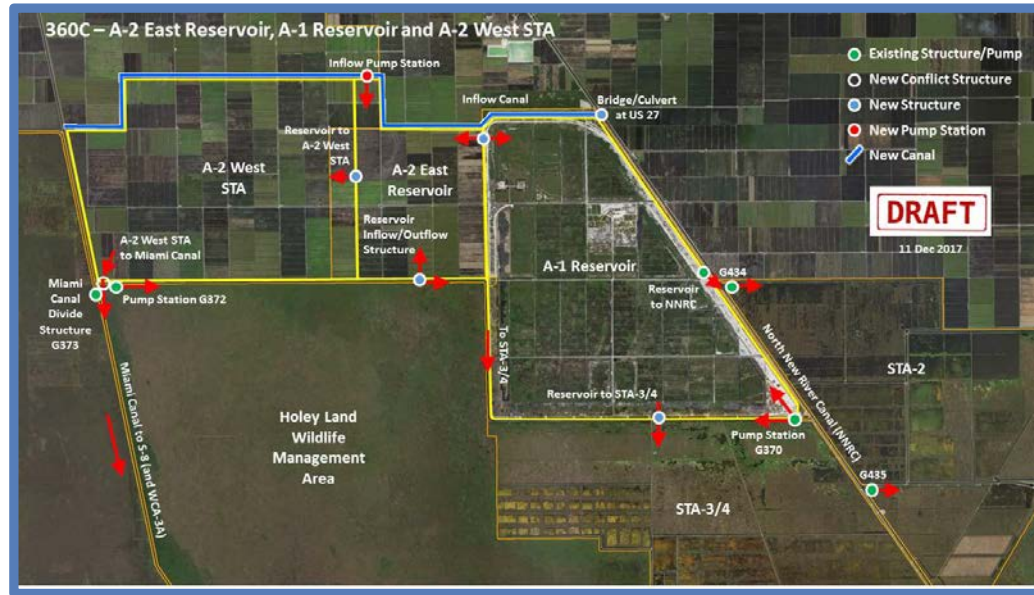 360C – A-2 East Reservoir, A-1 Reservoir and A-2 West STA
Existing Structure/Pump
New Conflict Structure
New Structure
New Pump Station
New Canal
DRAFT
11 Dec 2017
Inflow Pump Station
Inflow Canal
Bridge/Culvert
at US 27
Reservoir to
A-2 West
STA
A-2 West
STA
A-2 East
Reservoir
Reservoir
Inflow/Outflow
Structure
A-2 West STA
to Miami Canal
Miami
Canal
Divide
Structure
G373
Pump Station G372
A-1 Reservoir
G434
Reservoir
to NNRC
To STA-3/4
North New River Canal (NNRC)
STA-2
Reservoir to STA-3/4
Pump Station
G370
G435
STA-3/4
Holey Land
Wildlife
Management
Area
Miami Canal to S-8 (and WCA-3A)